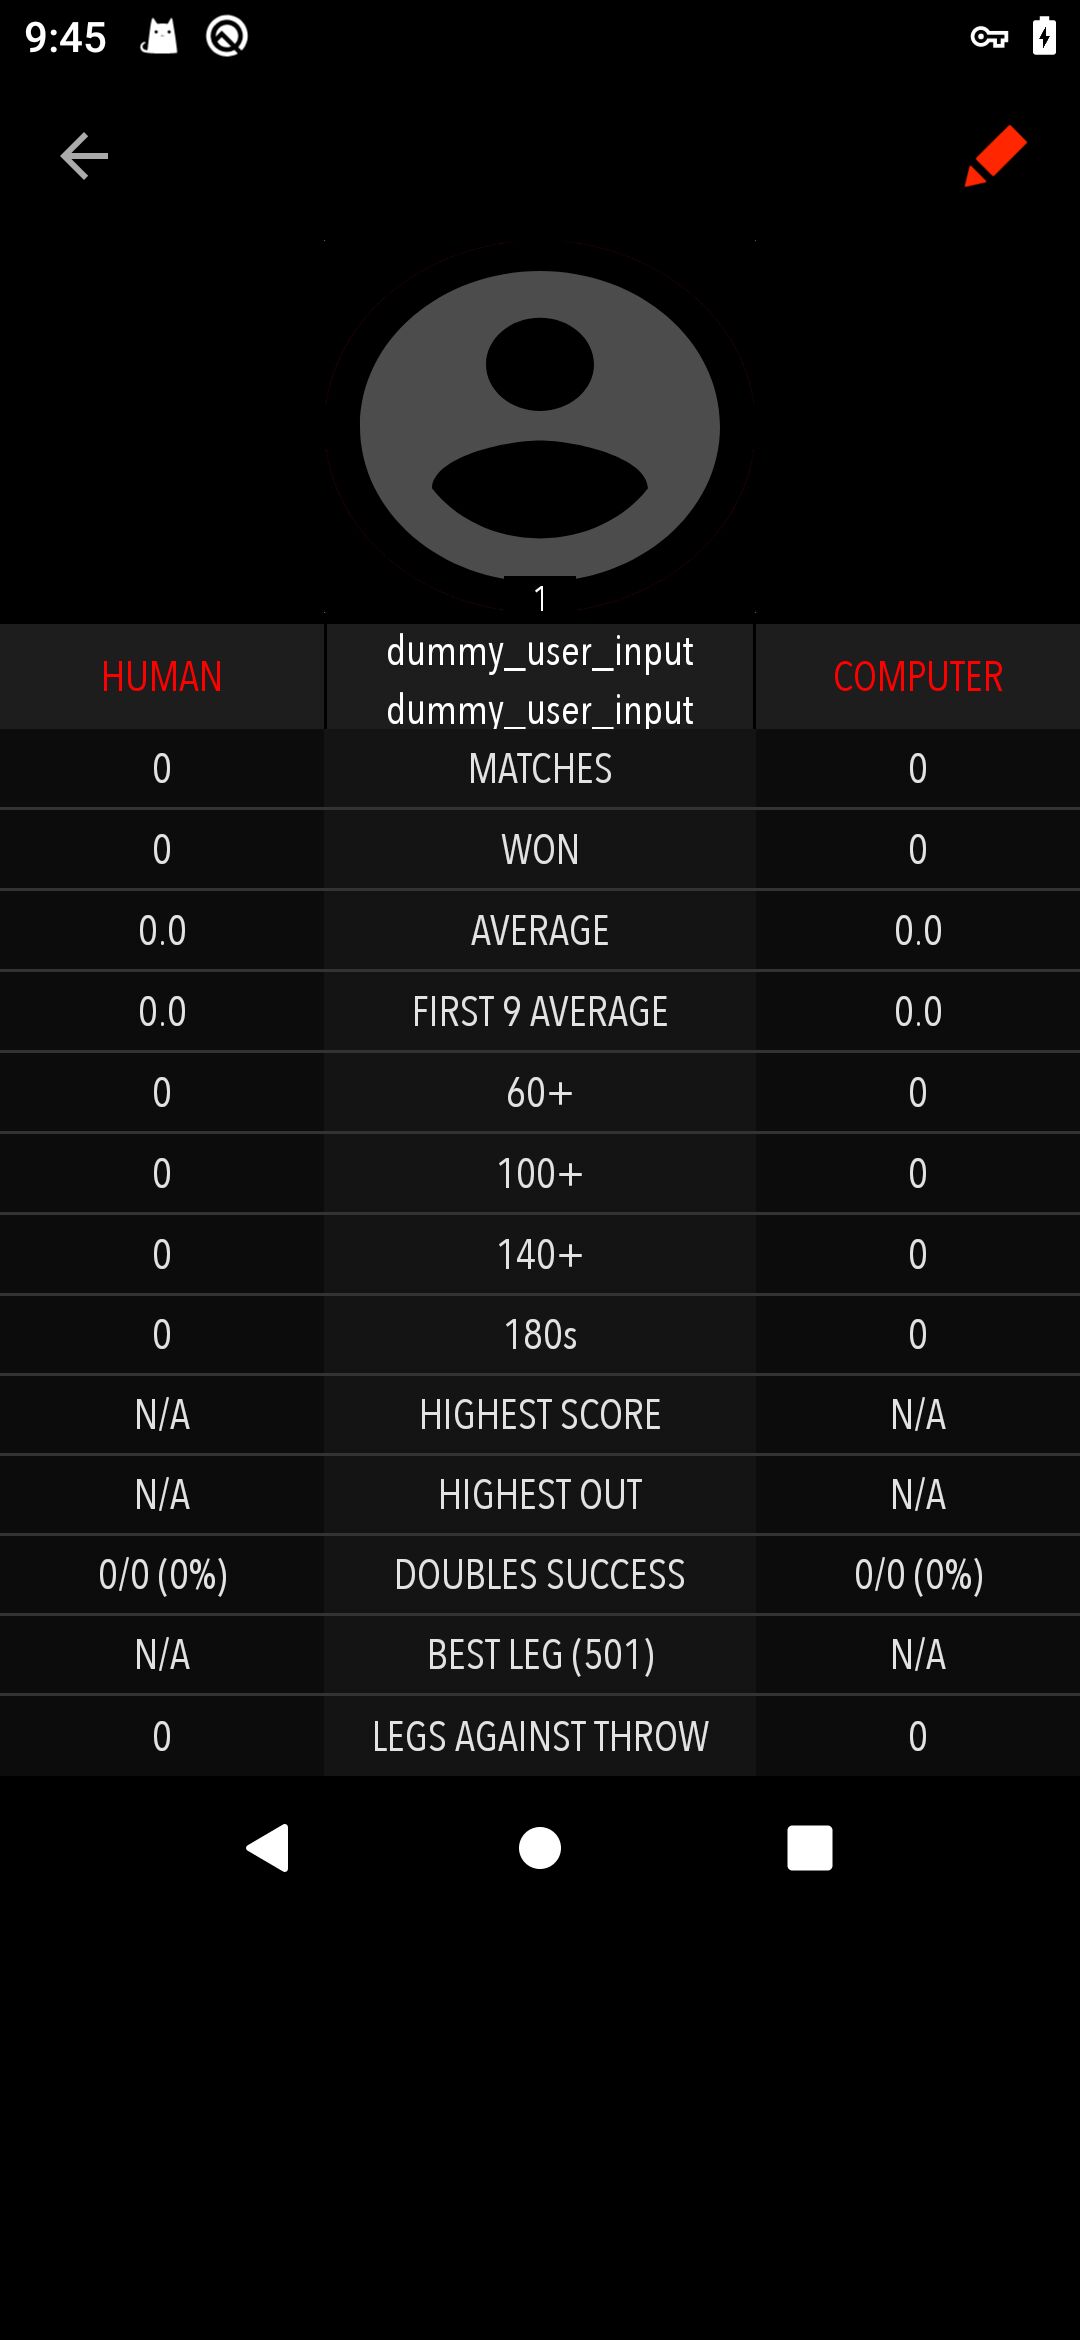 9:45
1
HUMAN dummy_user_input dummy_user_input COMPUTER
0 MATCHES 0
0 WON 0
0.0 AVERAGE 0.0
0.0 FIRST 9 AVERAGE 0.0
0 60+ 0
0 100+ 0
0 140+ 0
0 180s 0
N/A HIGHEST SCORE N/A
N/A HIGHEST OUT N/A
0/0 (0%) DOUBLES SUCCESS 0/0 (0%)
N/A BEST LEG (501) N/A
0 LEGS AGAINST THROW 0